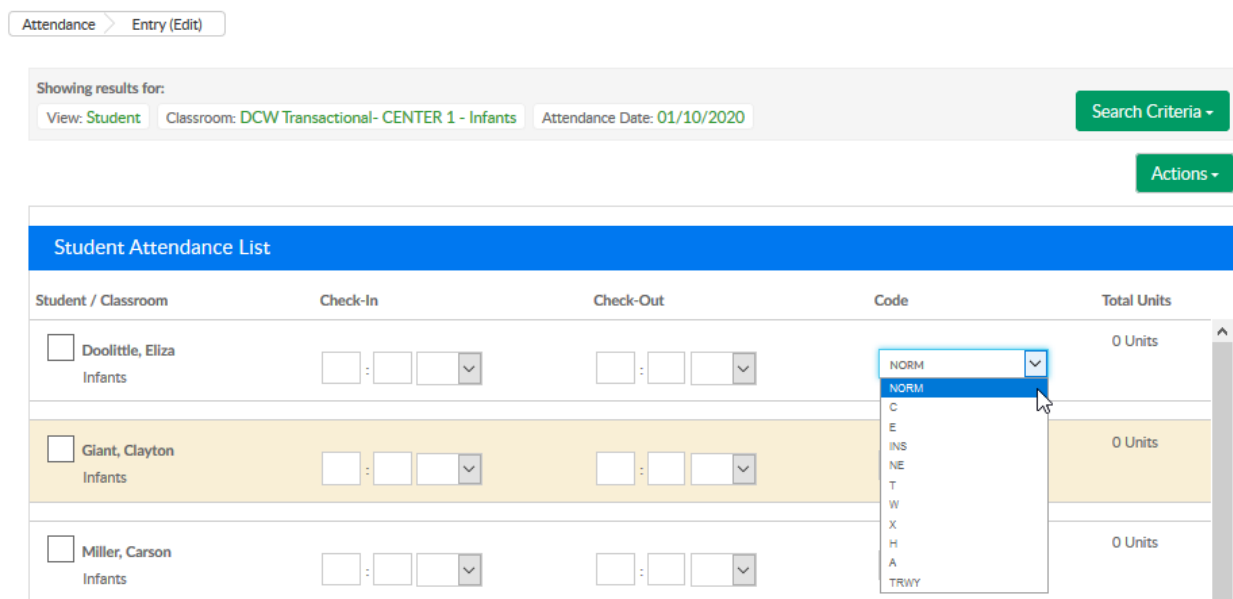 Attendance Entry (Edit)
Showing results for:
View: Student Classroom: DCW Transactional- CENTER 1 - Infants Attendance Date: 01/10/2020
Search Criteria
Actions
Student Attendance List
Student / Classroom Check-In Check-Out Code Total Units
Doolittle, Eliza
Infants
: : NORM 0 Units
NORM
C
E
INS
NE
T
W
X
H
A
TRWY
Giant, Clayton
Infants
: : 0 Units
Miller, Carson
Infants
: : 0 Units